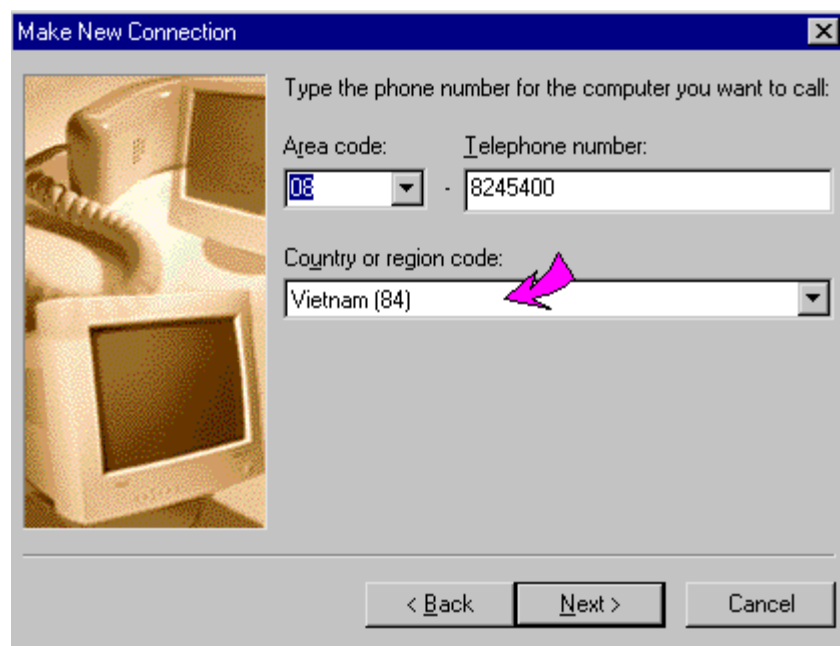 Make New Connection
Type the phone number for the computer you want to call:
Area code: Telephone number:
08 - 8245400
Country or region code:
Vietnam (84)
< Back Next > Cancel